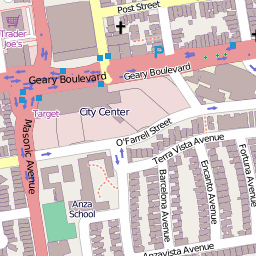 Post Street
Trader
Joe's
P
Geary Boulevard
Geary Boulevard
Target
City Center
O'Farrell Street
Masonic Avenue
Terra Vista Avenue
Fortuna Avenue
Encanto Avenue
Barcelona Avenue
Anza
School
Anzavista Avenue